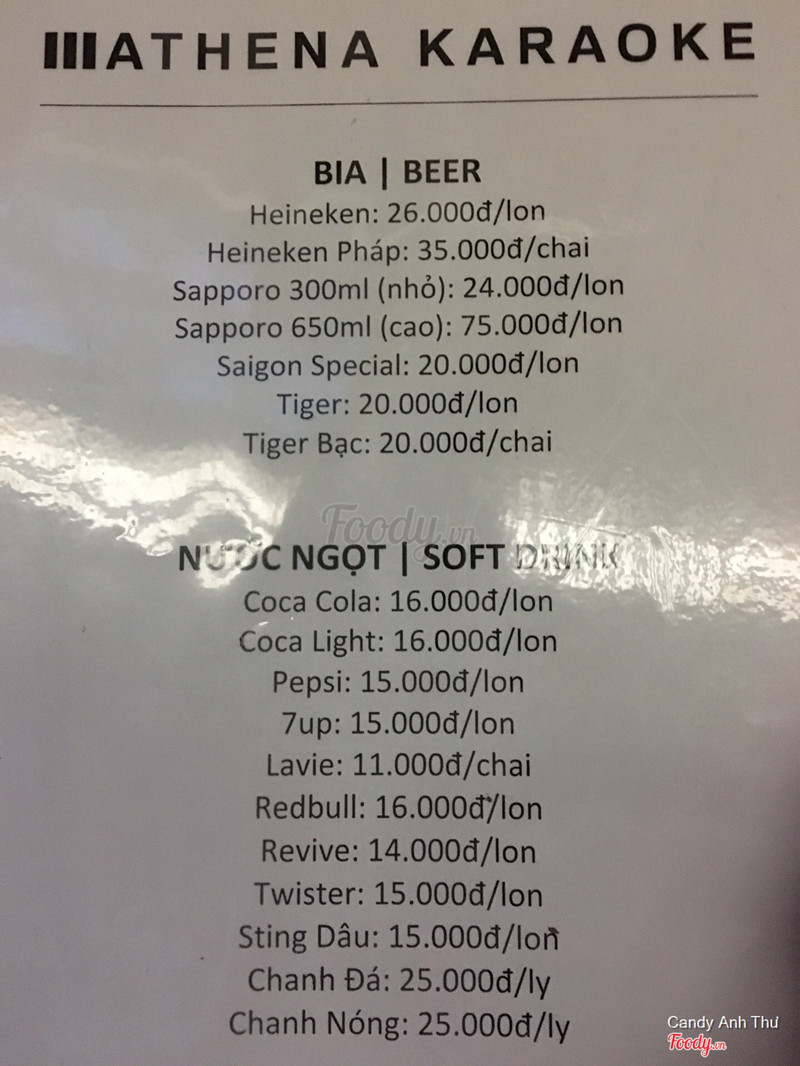 ATHENA KARAOKE
BIA | BEER
Heineken: 26.000đ/lon
Heineken Pháp: 35.000đ/chai
Sapporo 300ml (nhỏ): 24.000đ/lon
Sapporo 650ml (cao): 75.000đ/lon
Saigon Special: 20.000đ/lon
Tiger: 20.000đ/lon
Tiger Bạc: 20.000đ/chai
Foody.vn
NƯỚC NGỌT | SOFT DRINK
Coca Cola: 16.000đ/lon
Coca Light: 16.000đ/lon
Pepsi: 15.000đ/lon
7up: 15.000đ/lon
Lavie: 11.000đ/chai
Redbull: 16.000đ/lon
Revive: 14.000đ/lon
Twister: 15.000đ/lon
Sting Dâu: 15.000đ/lon
Chanh Đá: 25.000đ/ly
Chanh Nóng: 25.000đ/ly
Candy Anh Thư
Foody.vn